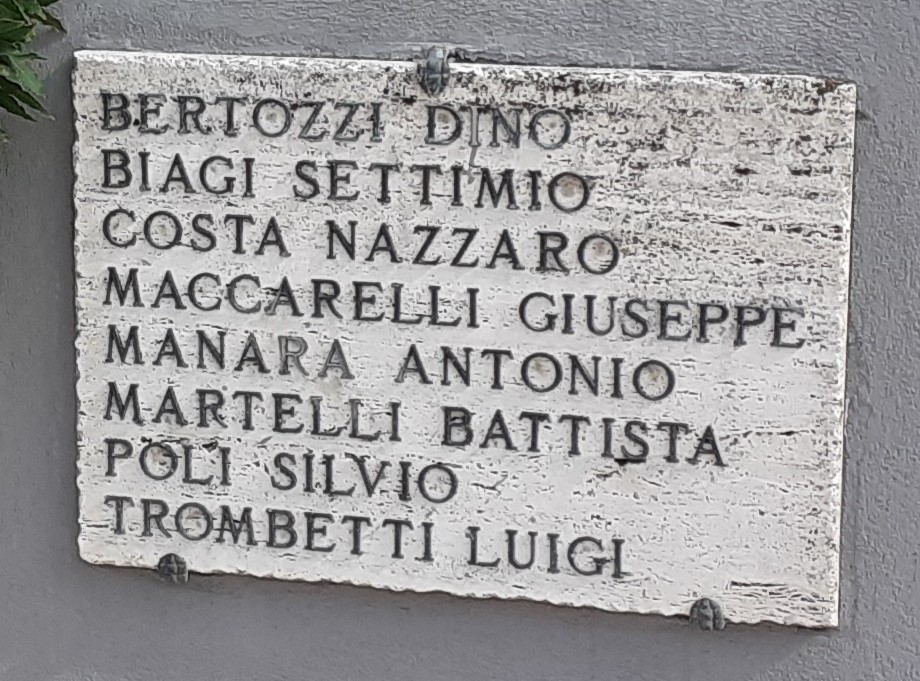 BERTOZZI DINO
BIAGI SETTIMIO
COSTA NAZZARO
MACCARELLI GIUSEPPE
MANARA ANTONIO
MARTELLI BATTISTA
POLI SILVIO
TROMBETTI LUIGI